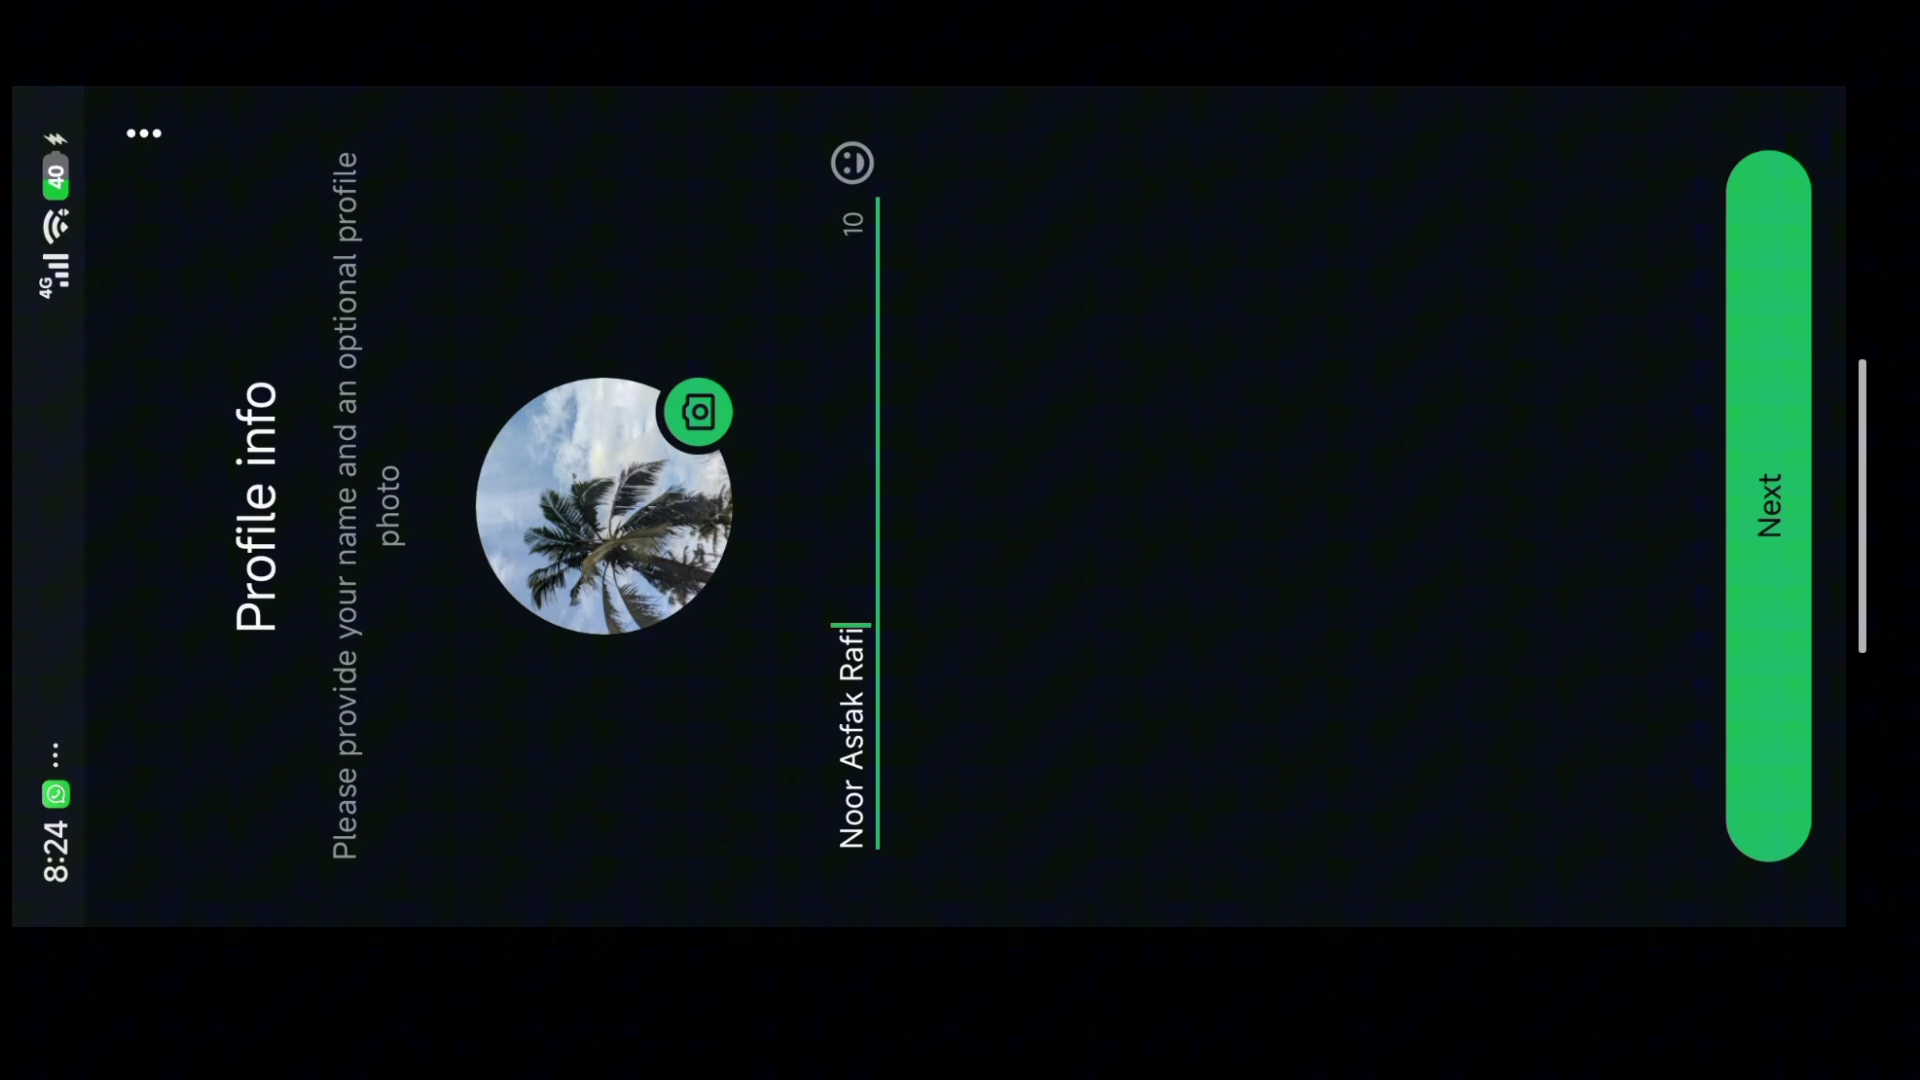 8:24 ... 4G 40
Profile info
Please provide your name and an optional profile
photo
Noor Asfak Rafi 10
Next